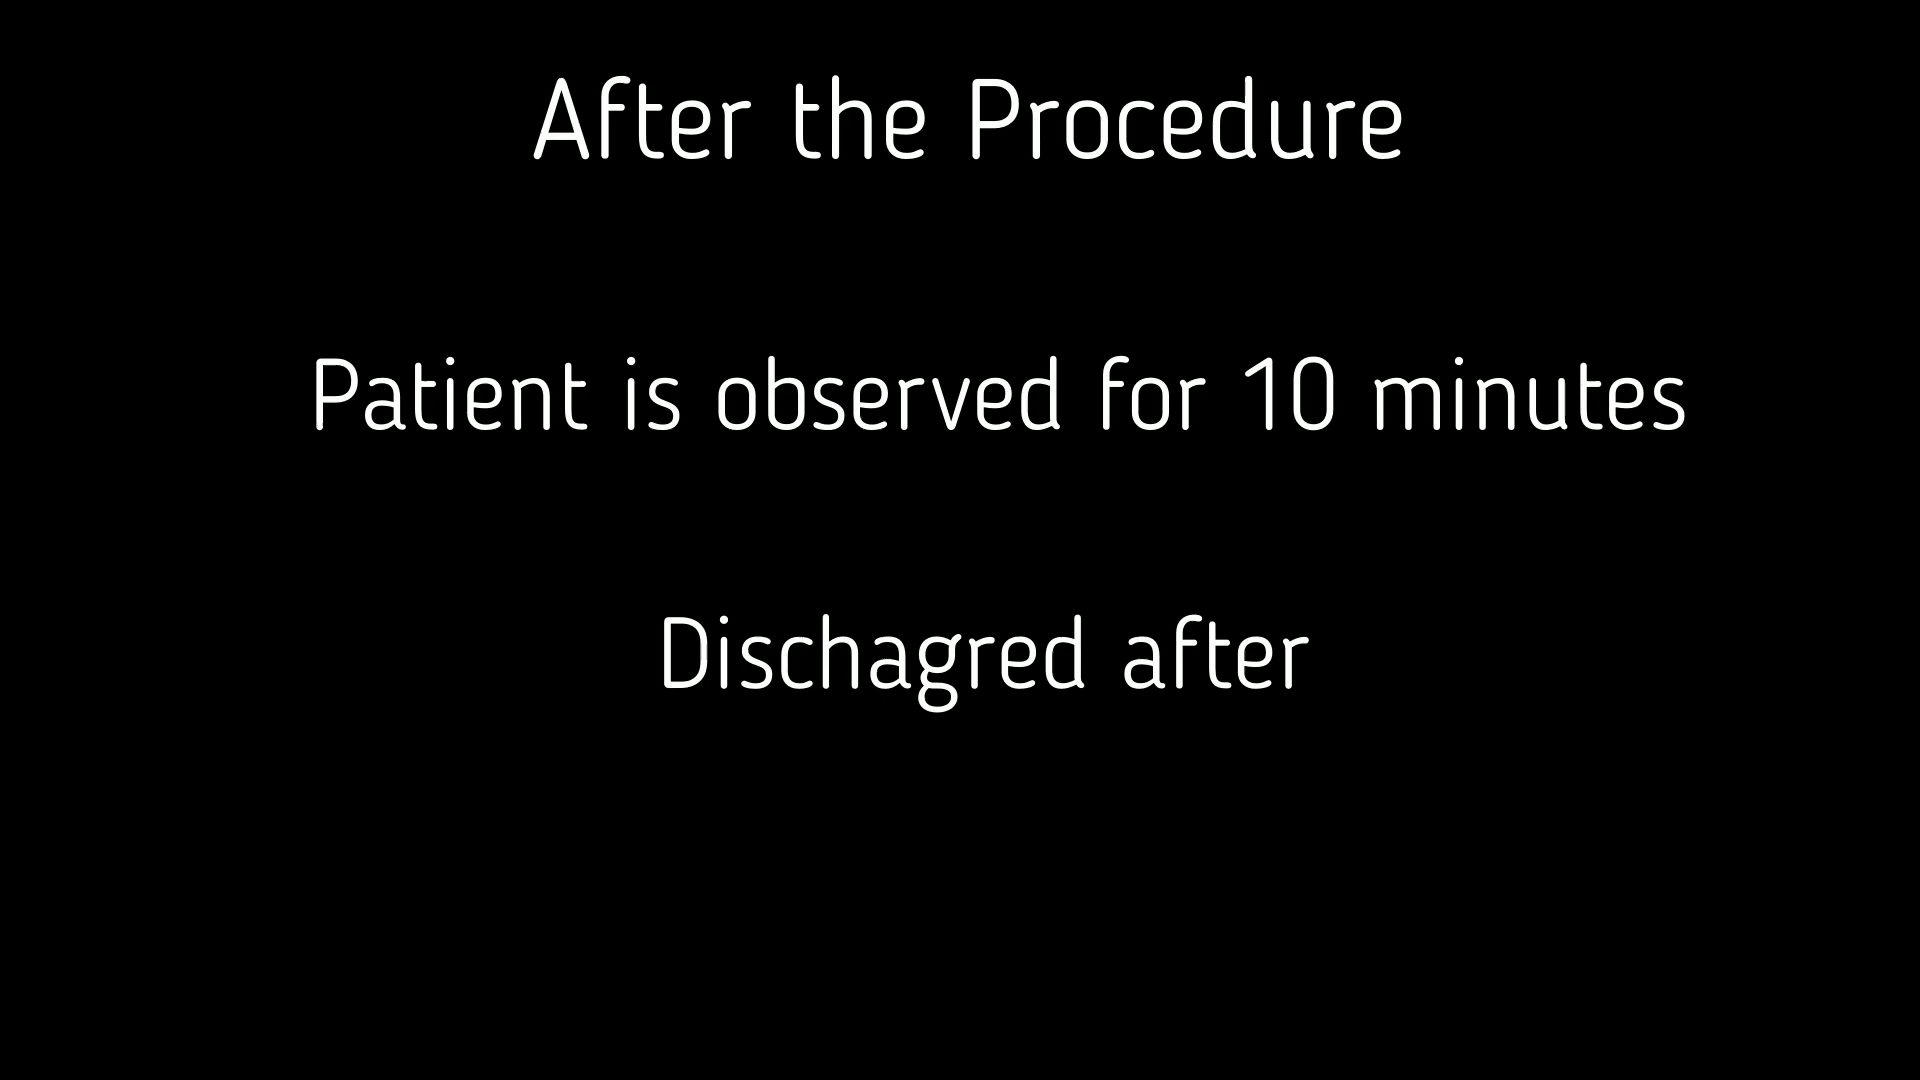 After the Procedure
Patient is observed for 10 minutes
Dischagred after